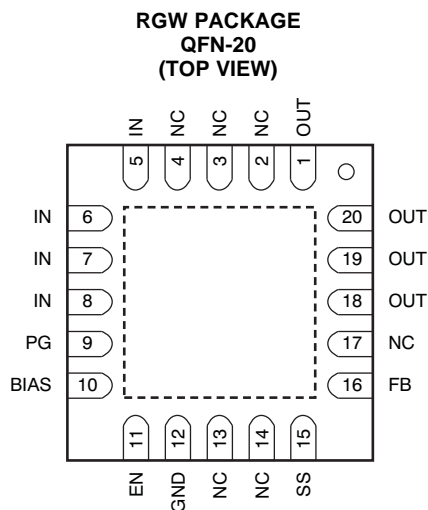 RGW PACKAGE
QFN-20
(TOP VIEW)
IN NC NC NC OUT
5 4 3 2 1
IN 6 20 OUT
IN 7 19 OUT
IN 8 18 OUT
PG 9 17 NC
BIAS 10 16 FB
11 12 13 14 15
EN GND NC NC SS